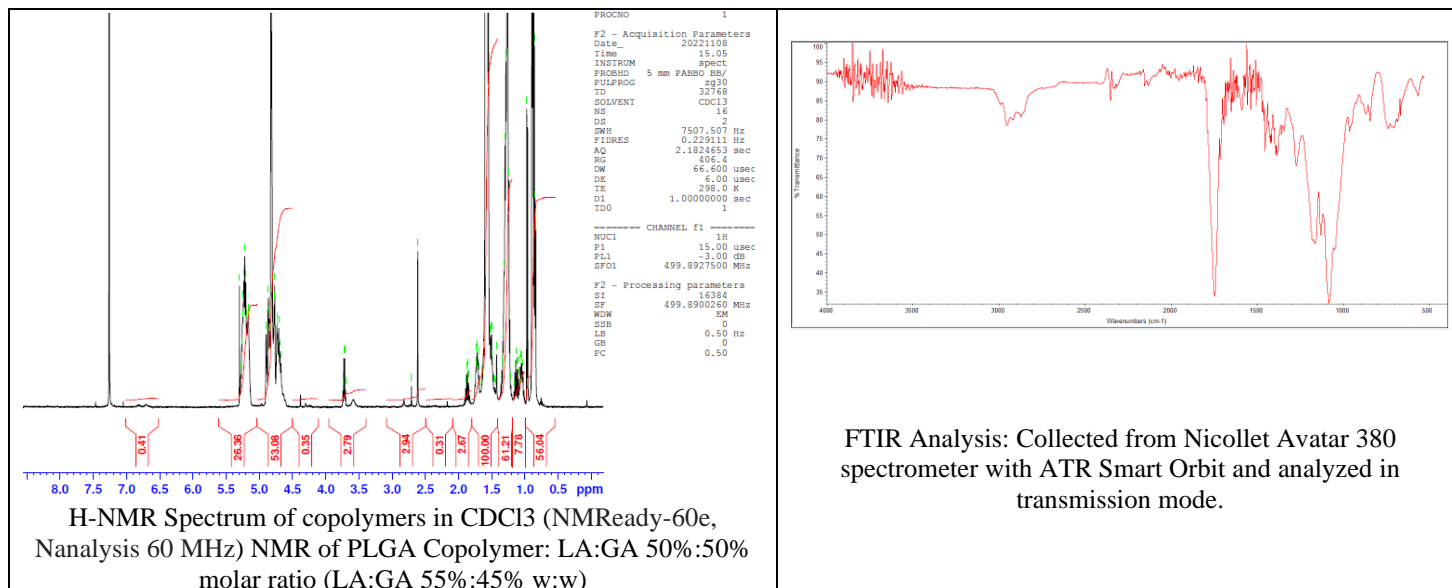 PROCNO 1
F2 - Acquisition Parameters
Date_ 20221108
Time 15.05
INSTRUM spect
PROBHD 5 mm PABBO BB/
PULPROG zg30
TD 32768
SOLVENT CDCl3
NS 16
DS 2
SWH 7507.507 Hz
FIDRES 0.229111 Hz
AQ 2.1824653 sec
RG 406.4
DW 66.600 usec
DE 6.00 usec
TE 298.0 K
D1 1.00000000 sec
TD0 1
======== CHANNEL f1 ========
NUC1 1H
P1 15.00 usec
PL1 -3.00 dB
SFO1 499.8927500 MHz
F2 - Processing parameters
SI 16384
SF 499.8900260 MHz
WDW EM
SSB 0
LB 0.50 Hz
GB 0
PC 0.50
0.41 26.36 53.08 0.35 2.79 2.94 0.31 2.67 100.00 61.21 7.78 56.04
8.0 7.5 7.0 6.5 6.0 5.5 5.0 4.5 4.0 3.5 3.0 2.5 2.0 1.5 1.0 0.5 ppm
H-NMR Spectrum of copolymers in CDCl3 (NMReady-60e,
Nanalysis 60 MHz) NMR of PLGA Copolymer: LA:GA 50%:50%
molar ratio (LA:GA 55%:45% w:w)
100
95
90
85
80
75
70
65
60
55
50
45
40
35
% Transmittance
4000 3500 3000 2500 2000 1500 1000 500
Wavenumbers (cm-1)
FTIR Analysis: Collected from Nicollet Avatar 380
spectrometer with ATR Smart Orbit and analyzed in
transmission mode.